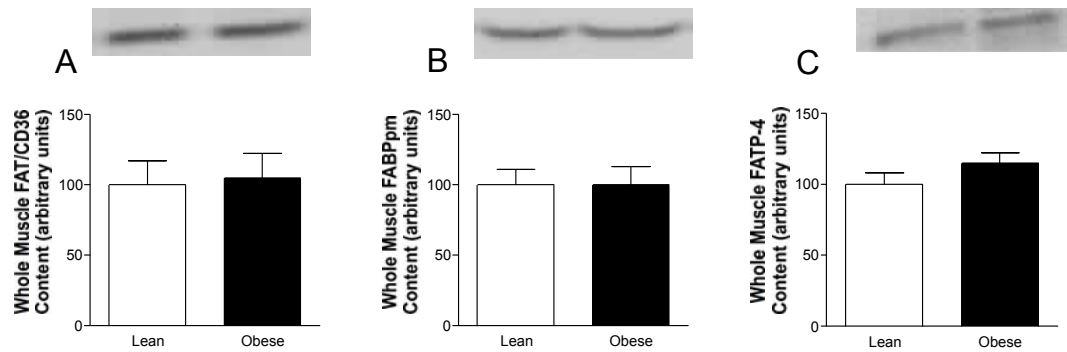 A
Whole Muscle FAT/CD36
Content (arbitrary units)
150
100
50
0
Lean Obese
B
Whole Muscle FABPpm
Content (arbitrary units)
150
100
50
0
Lean Obese
C
Whole Muscle FATP-4
Content (arbitrary units)
150
100
50
0
Lean Obese